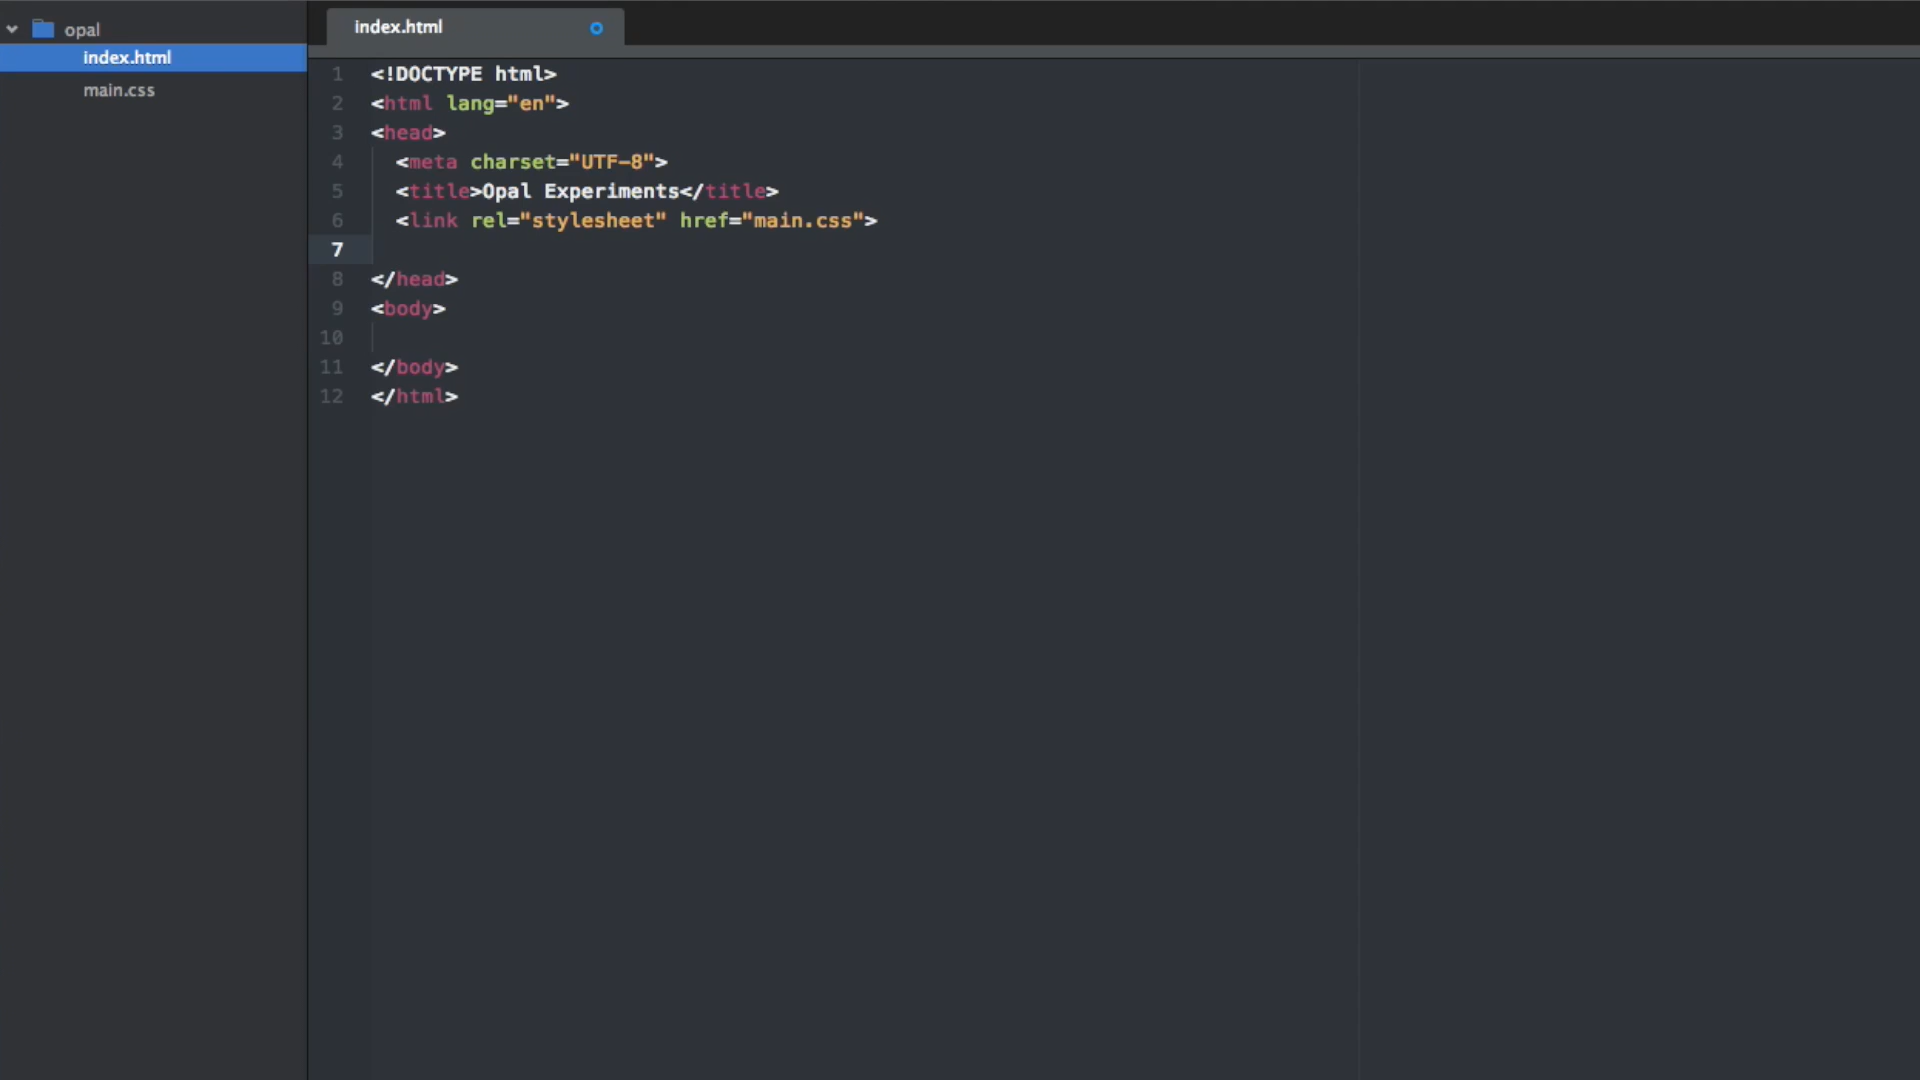 opal
index.html
main.css
index.html
1 <!DOCTYPE html>
2 <html lang="en">
3 <head>
4 <meta charset="UTF-8">
5 <title>Opal Experiments</title>
6 <link rel="stylesheet" href="main.css">
7
8 </head>
9 <body>
10
11 </body>
12 </html>